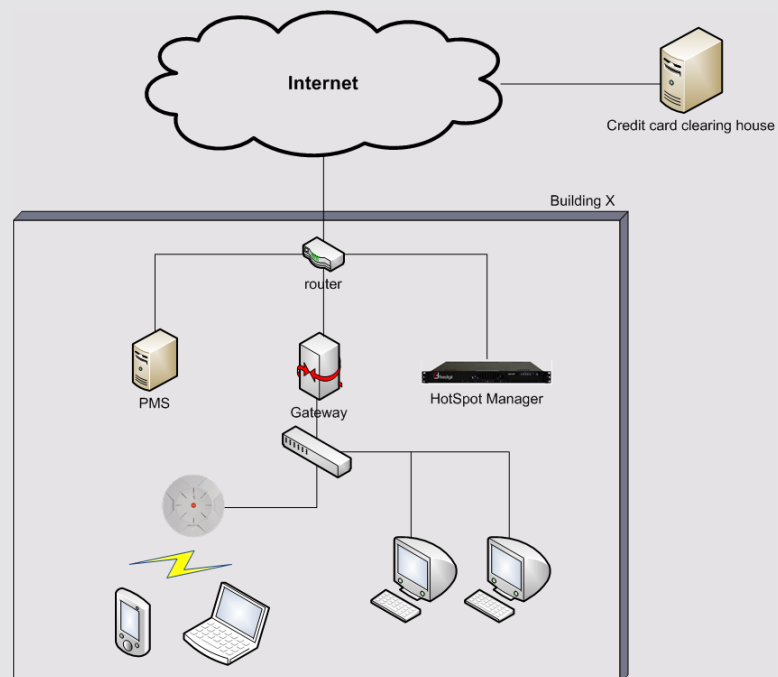 Internet
Credit card clearing house
Building X
router
PMS
Gateway
HotSpot Manager